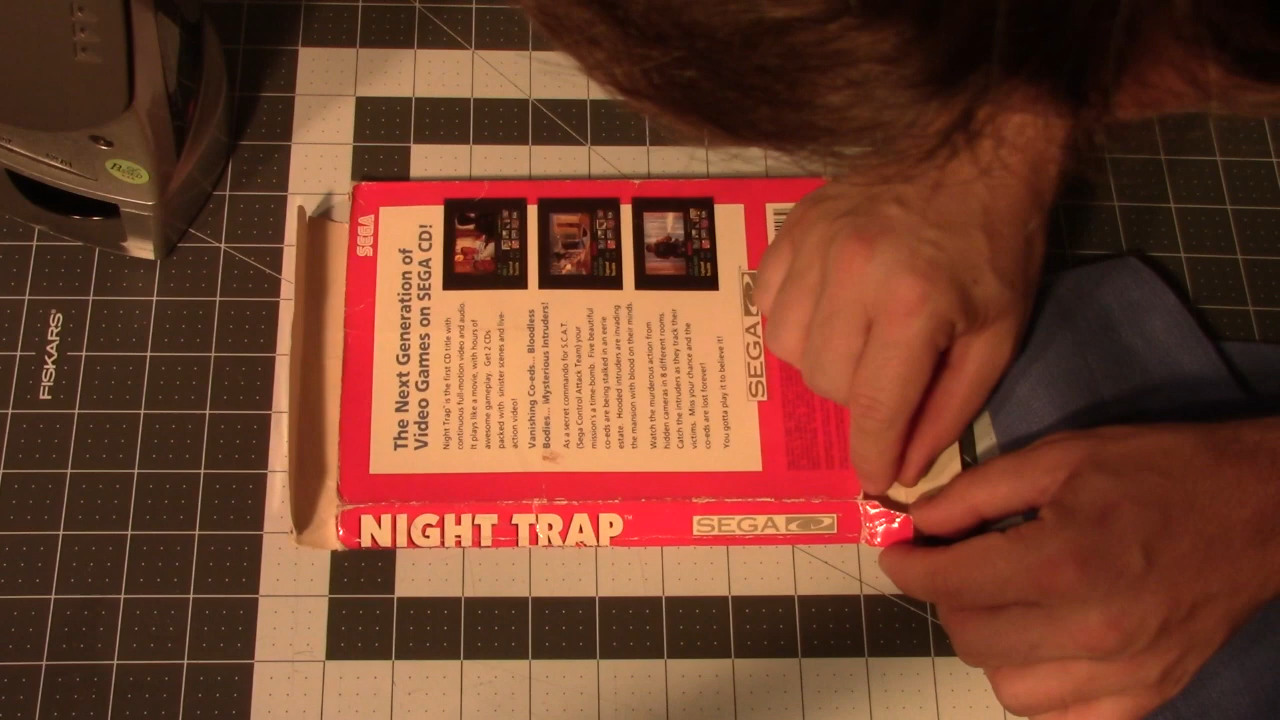 SEGA
The Next Generation of
Video Games on SEGA CD!
Night Trap™ is the first CD title with
continuous full-motion video and audio.
It plays like a movie, with hours of
awesome gameplay. Get 2 CDs
packed with sinister scenes and live-
action video!
Vanishing Co-eds... Bloodless
Bodies... Mysterious Intruders!
As a secret commando for S.C.A.T.
(Sega Control Attack Team) your
mission's a time-bomb. Five beautiful
co-eds are being stalked in an eerie
estate. Hooded intruders are invading
the mansion with blood on their minds.
Watch the murderous action from
hidden cameras in 8 different rooms.
Catch the intruders as they track their
victims. Miss your chance and the
co-eds are lost forever!
You gotta play it to believe it!
SEGA
NIGHT TRAP™
SEGA
FISKARS